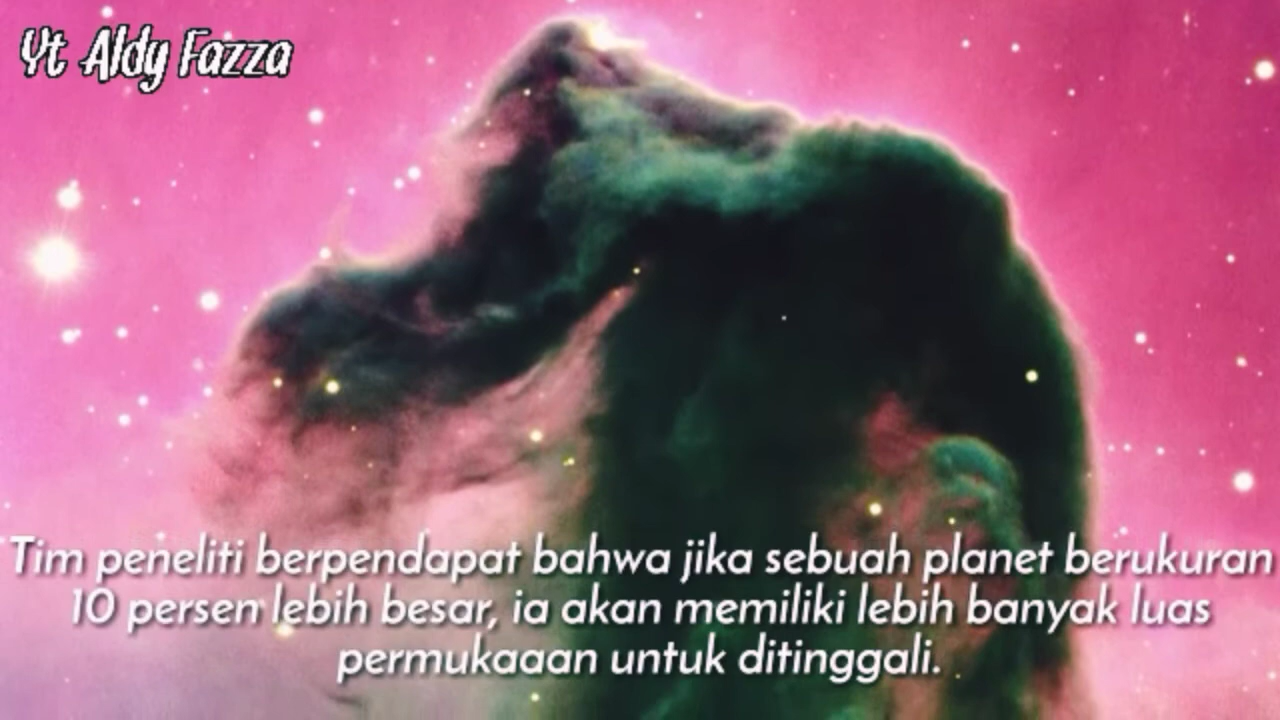 Yt Aldy Fazza
Tim peneliti berpendapat bahwa jika sebuah planet berukuran
10 persen lebih besar, ia akan memiliki lebih banyak luas
permukaaan untuk ditinggali.